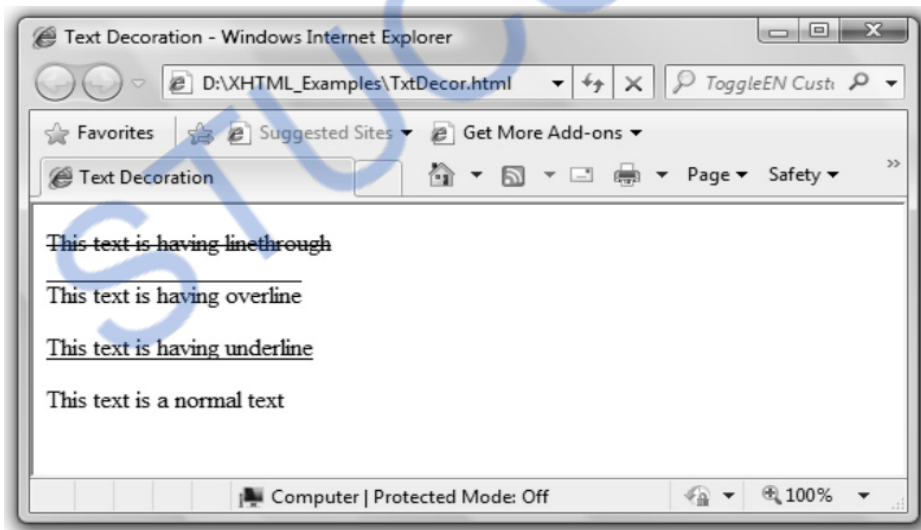 Text Decoration - Windows Internet Explorer
D:\XHTML_Examples\TxtDecor.html
ToggleEN Custo
Favorites Suggested Sites Get More Add-ons
Text Decoration Page Safety »
This text is having linethrough
This text is having overline
This text is having underline
This text is a normal text
Computer | Protected Mode: Off 100%
STUCO